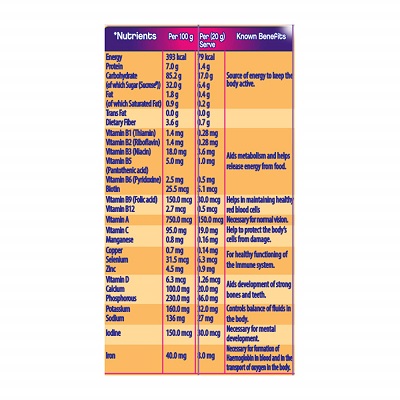 *Nutrients Per 100 g Per (20 g) Serve Known Benefits
Energy 393 kcal 79 kcal
Protein 7.0 g .4 g
Carbohydrate 85.2 g 17.0 g Source of energy to keep the
(of which Sugar (Sucrose#)) 32.0 g 6.4 g body active.
Fat 1.8 g 0.4 g
(of which Saturated Fat) 0.9 g 0.2 g
Trans Fat 0.0 g 0.0 g
Dietary Fiber 3.6 g 0.7 g
Vitamin B1 (Thiamin) 1.4 mg 0.28 mg
Vitamin B2 (Riboflavin) 1.4 mg 0.28 mg
Vitamin B3 (Niacin) 18.0 mg 3.6 mg Aids metabolism and helps
Vitamin B5 5.0 mg 1.0 mg release energy from food.
(Pantothenic acid)
Vitamin B6 (Pyridoxine) 2.5 mg 0.5 mg
Biotin 25.5 mcg 5.1 mcg
Vitamin B9 (Folic acid) 150.0 mcg 30.0 mcg Helps in maintaining healthy
Vitamin B12 2.7 mcg 0.5 mcg red blood cells
Vitamin A 750.0 mcg 150.0 mcg Necessary for normal vision.
Vitamin C 95.0 mg 19.0 mg Help to protect the body's
Manganese 0.8 mg 0.16 mg cells from damage.
Copper 0.7 mg 0.14 mg
Selenium 31.5 mcg 6.3 mcg For healthy functioning of
Zinc 4.5 mg 0.9 mg the immune system.
Vitamin D 6.3 mcg 1.26 mcg
Calcium 100.0 mg 20.0 mg Aids development of strong
Phosphorous 230.0 mg 46.0 mg bones and teeth.
Potassium 160.0 mg 32.0 mg Controls balance of fluids in
Sodium 136 mg 27 mg the body.
Iodine 150.0 mcg 30.0 mcg Necessary for mental
development.
Iron 40.0 mg 8.0 mg Necessary for formation of
Haemoglobin in blood and in the
transport of oxygen in the body.